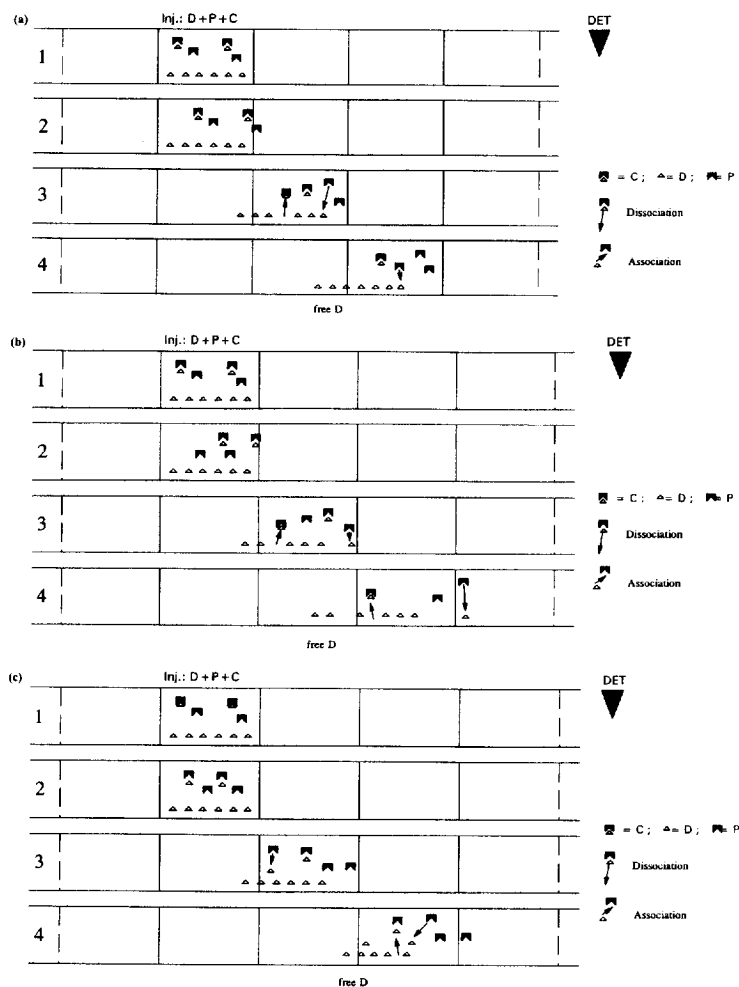 (a)
Inj.: D+P+C
DET
1
2
3
= C ; = D ; = P
Dissociation
4
Association
free D
(b)
Inj.: D+P+C
DET
1
2
3
= C ; = D ; = P
Dissociation
4
Association
free D
(c)
Inj.: D+P+C
DET
1
2
3
= C ; = D ; = P
Dissociation
4
Association
free D